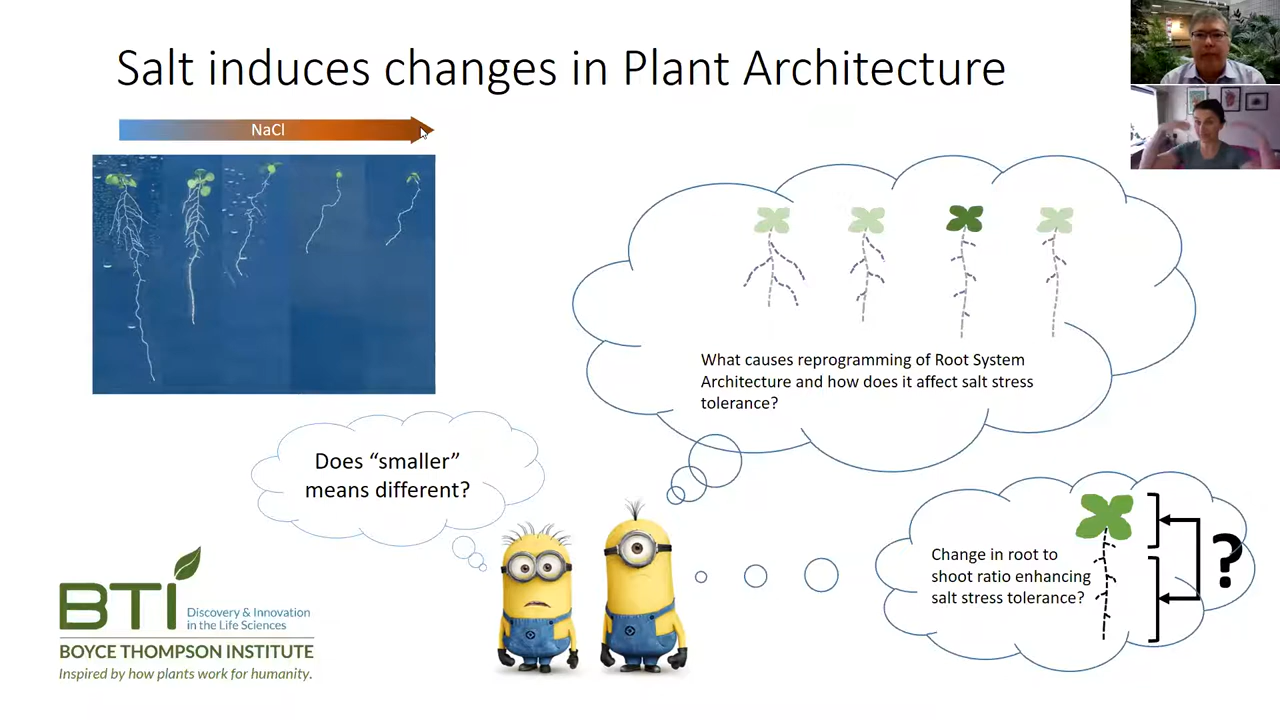 Salt induces changes in Plant Architecture
NaCl
What causes reprogramming of Root System
Architecture and how does it affect salt stress
tolerance?
Does “smaller”
means different?
Change in root to
shoot ratio enhancing
salt stress tolerance?
?
BTI
Discovery & Innovation
in the Life Sciences
BOYCE THOMPSON INSTITUTE
Inspired by how plants work for humanity.